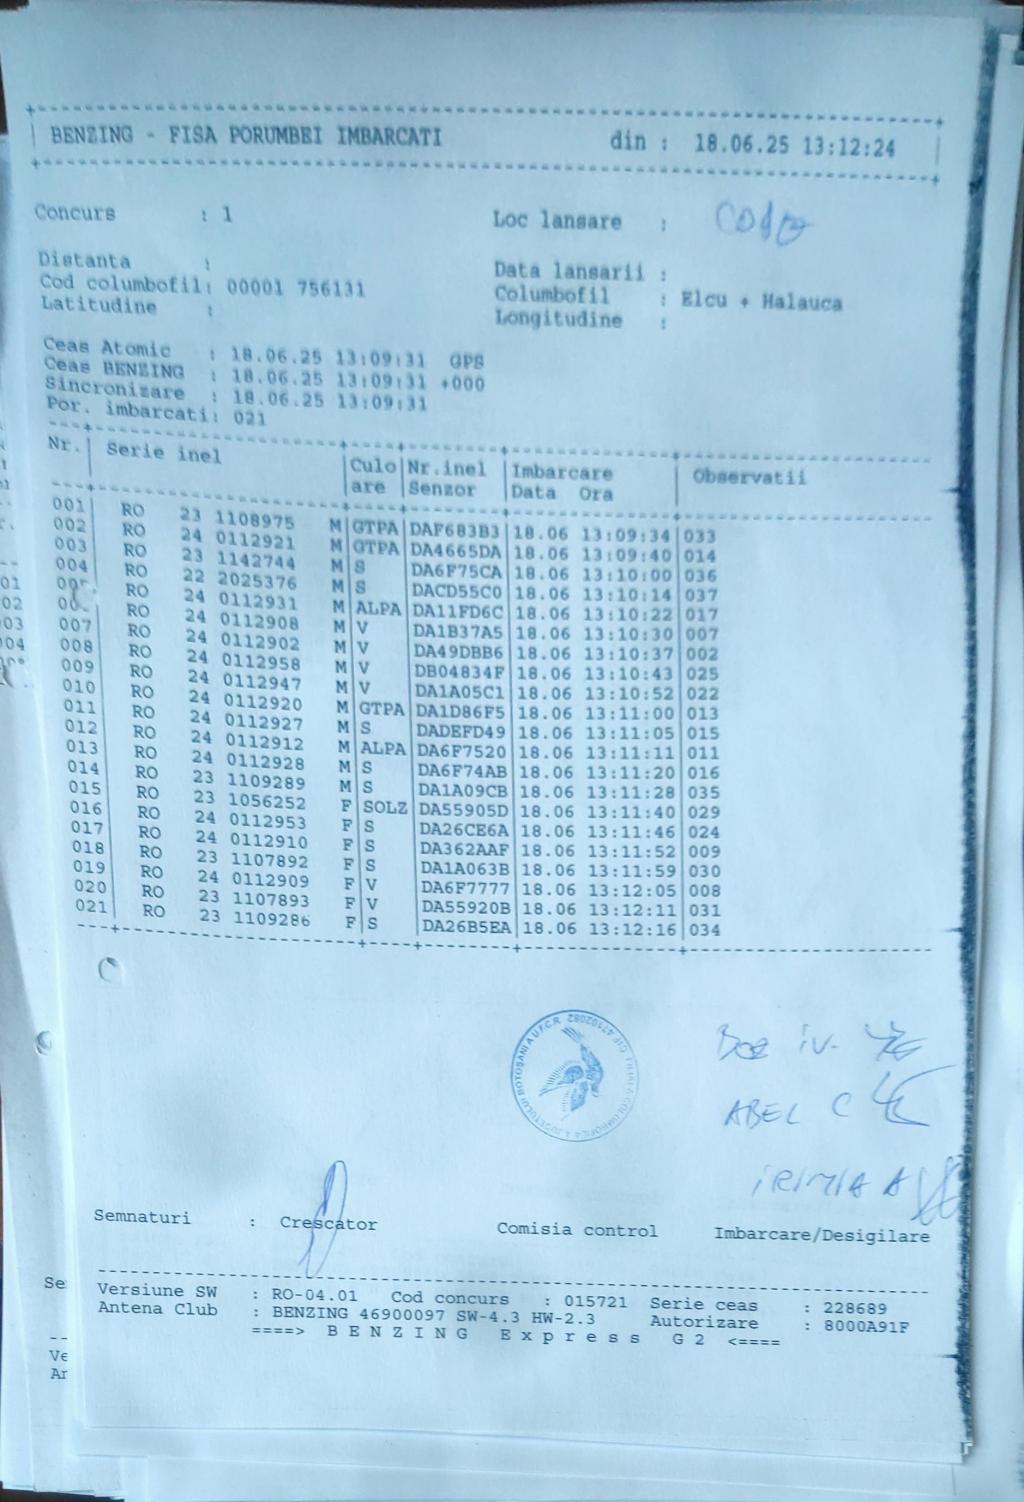 BENZING - FISA PORUMBEI IMBARCATI din : 18.06.25 13:12:24
Concurs : 1 Loc lansare :
Distanta : Data lansarii :
Cod columbofil: 00001 756131 Columbofil : Elcu + Halauca
Latitudine : Longitudine :
Ceas Atomic : 18.06.25 13:09:31 GPS
Ceas BENZING : 18.06.25 13:09:31 +000
Sincronizare : 18.06.25 13:09:31
Por. imbarcati: 021
Nr. Serie inel Culo Nr.inel Imbarcare Observatii
are Senzor Data Ora
001 RO 23 1108975 M GTPA DAF683B3 18.06 13:09:34 033
002 RO 24 0112921 M GTPA DA4665DA 18.06 13:09:40 014
003 RO 23 1142744 M S DA6F75CA 18.06 13:10:00 036
004 RO 22 2025376 M S DACD55C0 18.06 13:10:14 037
00 RO 24 0112931 M ALPA DA11FD6C 18.06 13:10:22 017
00 RO 24 0112908 M V DA1B37A5 18.06 13:10:30 007
007 RO 24 0112902 M V DA49DBB6 18.06 13:10:37 002
008 RO 24 0112958 M V DB04834F 18.06 13:10:43 025
009 RO 24 0112947 M V DA1A05C1 18.06 13:10:52 022
010 RO 24 0112920 M GTPA DA1D86F5 18.06 13:11:00 013
011 RO 24 0112927 M S DADEFD49 18.06 13:11:05 015
012 RO 24 0112912 M ALPA DA6F7520 18.06 13:11:11 011
013 RO 24 0112928 M S DA6F74AB 18.06 13:11:20 016
014 RO 23 1109289 M S DA1A09CB 18.06 13:11:28 035
015 RO 23 1056252 F SOLZ DA55905D 18.06 13:11:40 029
016 RO 24 0112953 F S DA26CE6A 18.06 13:11:46 024
017 RO 24 0112910 F S DA362AAF 18.06 13:11:52 009
018 RO 23 1107892 F S DA1A063B 18.06 13:11:59 030
019 RO 24 0112909 F V DA6F7777 18.06 13:12:05 008
020 RO 23 1107893 F V DA55920B 18.06 13:12:11 031
021 RO 23 1109286 F S DA26B5EA 18.06 13:12:16 034
ABEL C
IRIMIA A
Semnaturi : Crescator Comisia control Imbarcare/Desigilare
Versiune SW : RO-04.01 Cod concurs : 015721 Serie ceas : 228689
Antena Club : BENZING 46900097 SW-4.3 HW-2.3 Autorizare : 8000A91F
====> B E N Z I N G E x p r e s s G 2 <====